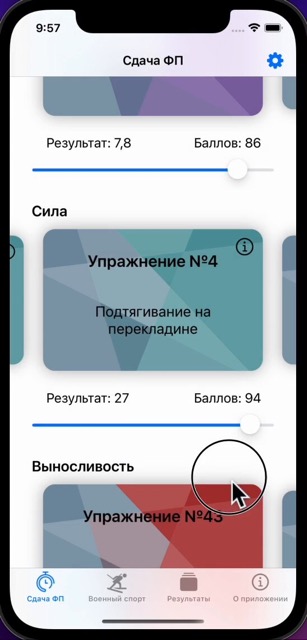 9:57
Сдача ФП
Результат: 7,8 Баллов: 86
Сила
Упражнение №4
Подтягивание на
перекладине
Результат: 27 Баллов: 94
Выносливость
Упражнение №43
Сдача ФП Военный спорт Результаты О приложении